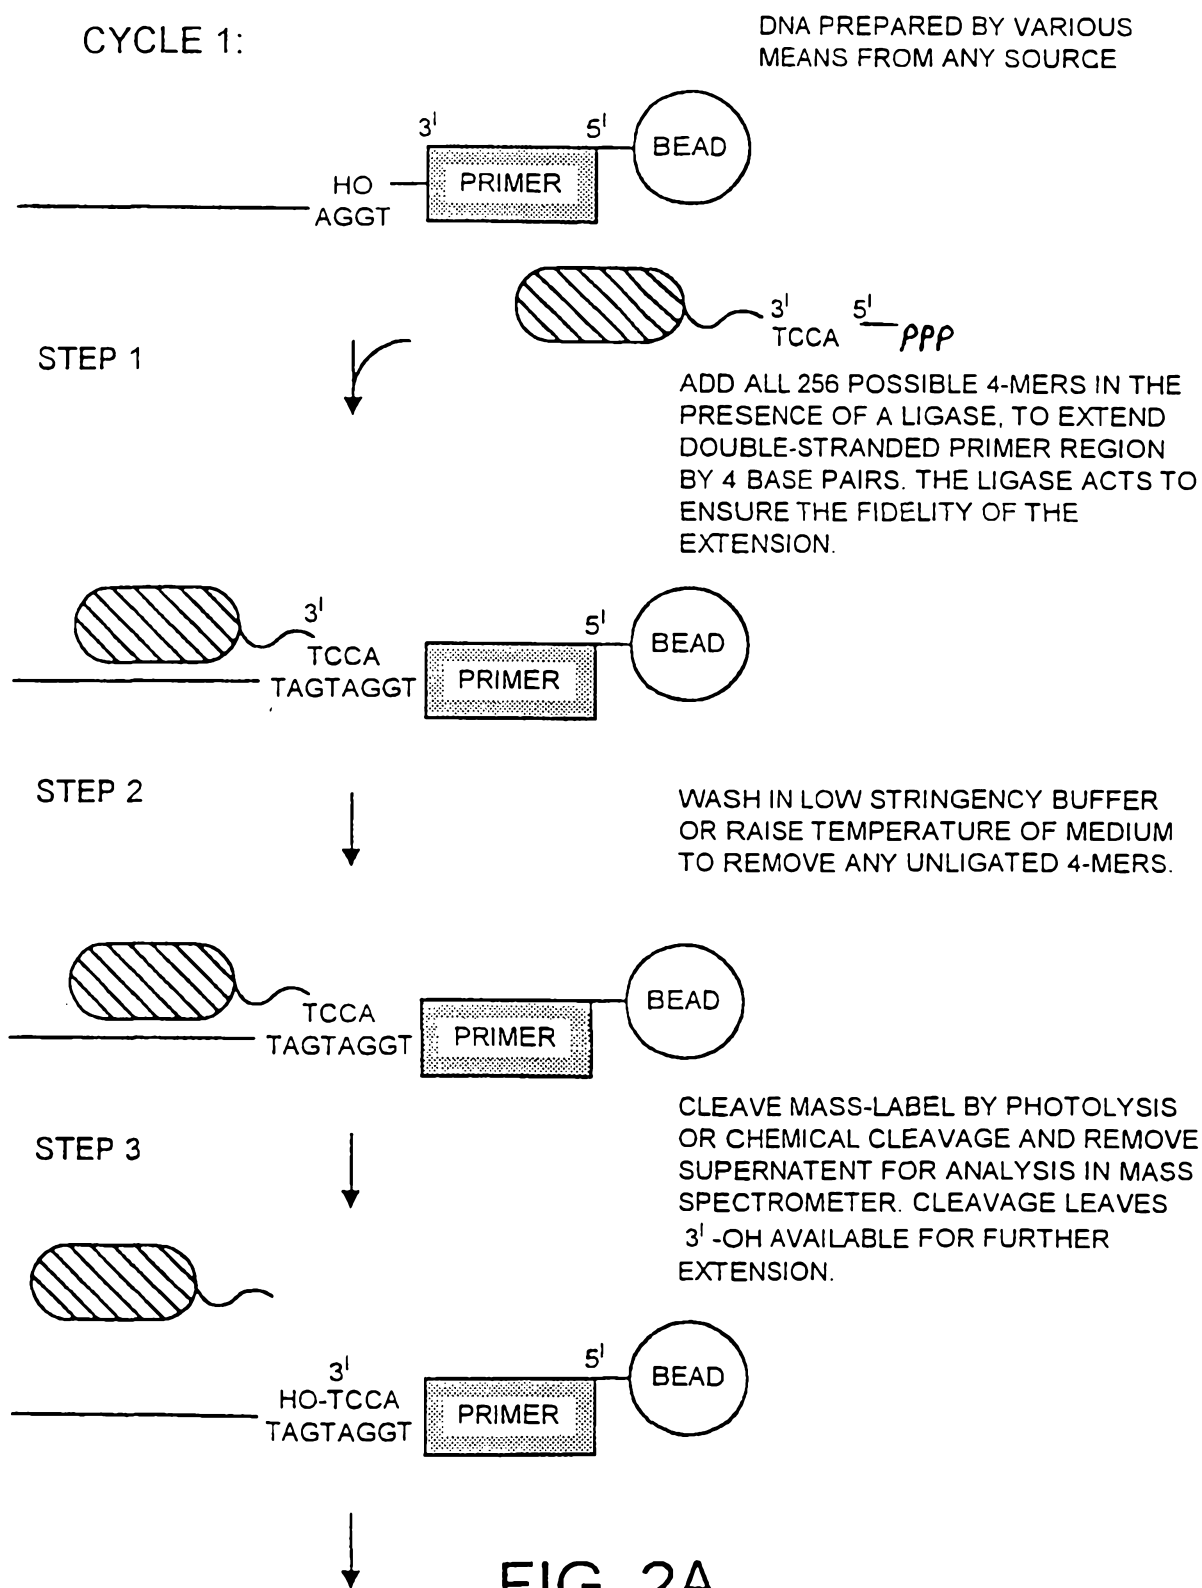 CYCLE 1:
DNA PREPARED BY VARIOUS
MEANS FROM ANY SOURCE
3'
5'
BEAD
HO
PRIMER
AGGT
3'
5'
TCCA
PPP
STEP 1
ADD ALL 256 POSSIBLE 4-MERS IN THE
PRESENCE OF A LIGASE, TO EXTEND
DOUBLE-STRANDED PRIMER REGION
BY 4 BASE PAIRS. THE LIGASE ACTS TO
ENSURE THE FIDELITY OF THE
EXTENSION.
3'
5'
BEAD
TCCA
TAGTAGGT
PRIMER
STEP 2
WASH IN LOW STRINGENCY BUFFER
OR RAISE TEMPERATURE OF MEDIUM
TO REMOVE ANY UNLIGATED 4-MERS.
BEAD
TCCA
TAGTAGGT
PRIMER
STEP 3
CLEAVE MASS-LABEL BY PHOTOLYSIS
OR CHEMICAL CLEAVAGE AND REMOVE
SUPERNATENT FOR ANALYSIS IN MASS
SPECTROMETER. CLEAVAGE LEAVES
3' -OH AVAILABLE FOR FURTHER
EXTENSION.
3'
5'
BEAD
HO-TCCA
TAGTAGGT
PRIMER
FIG. 2A